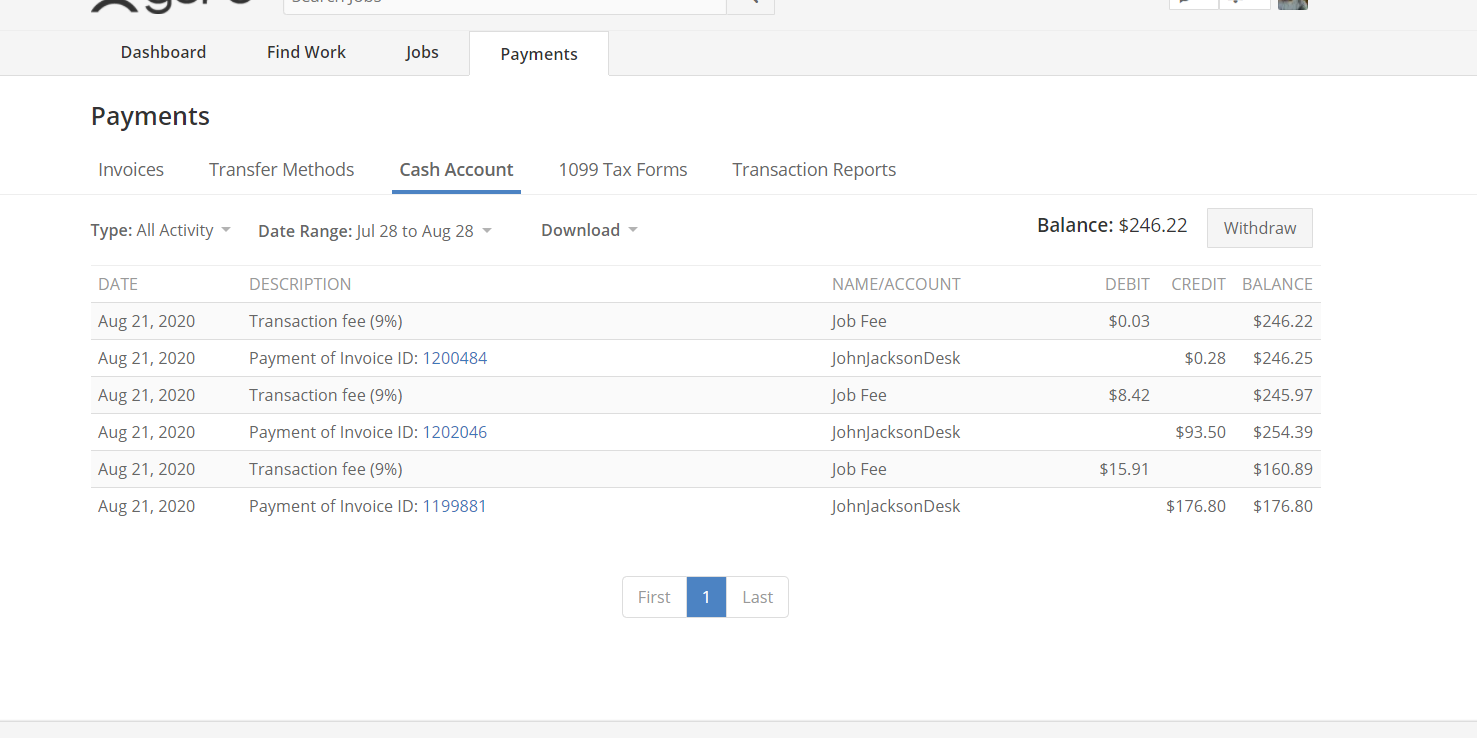 Dashboard Find Work Jobs Payments
Payments
Invoices Transfer Methods Cash Account 1099 Tax Forms Transaction Reports
Type: All Activity Date Range: Jul 28 to Aug 28 Download Balance: $246.22 Withdraw
DATE DESCRIPTION NAME/ACCOUNT DEBIT CREDIT BALANCE
Aug 21, 2020 Transaction fee (9%) Job Fee $0.03 $246.22
Aug 21, 2020 Payment of Invoice ID: 1200484 JohnJacksonDesk $0.28 $246.25
Aug 21, 2020 Transaction fee (9%) Job Fee $8.42 $245.97
Aug 21, 2020 Payment of Invoice ID: 1202046 JohnJacksonDesk $93.50 $254.39
Aug 21, 2020 Transaction fee (9%) Job Fee $15.91 $160.89
Aug 21, 2020 Payment of Invoice ID: 1199881 JohnJacksonDesk $176.80 $176.80
First 1 Last